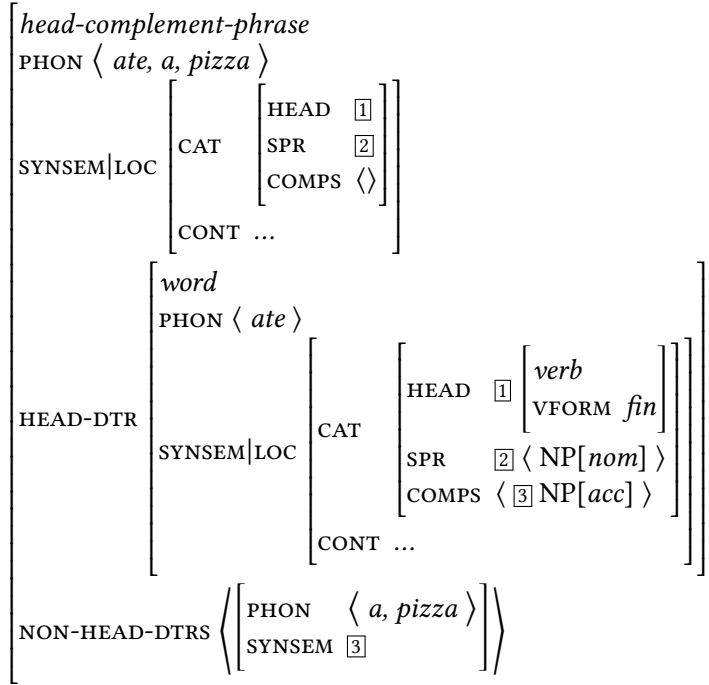 head-complement-phrase
PHON ⟨ ate, a, pizza ⟩
HEAD 1
SYNSEM|LOC CAT SPR 2
COMPS ⟨⟩
CONT ...
word
PHON ⟨ ate ⟩
verb
HEAD 1
VFORM fin
HEAD-DTR SYNSEM|LOC CAT
SPR 2 ⟨ NP[nom] ⟩
COMPS ⟨ 3 NP[acc] ⟩
CONT ...
PHON ⟨ a, pizza ⟩
NON-HEAD-DTRS ⟨ ⟩
SYNSEM 3